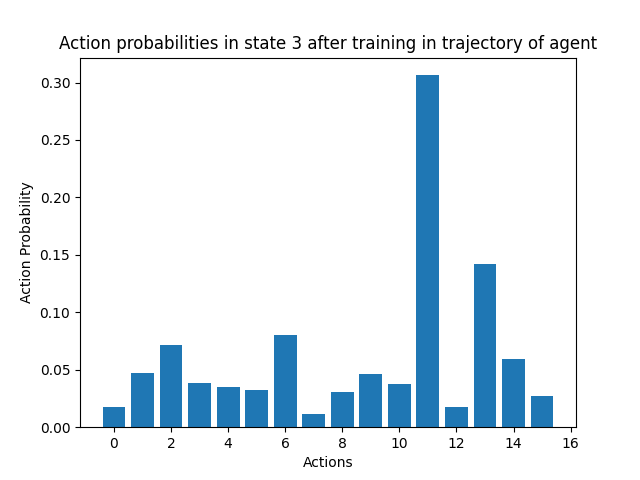 Action probabilities in state 3 after training in trajectory of agent
Action Probability
0.30
0.25
0.20
0.15
0.10
0.05
0.00
0 2 4 6 8 10 12 14 16
Actions